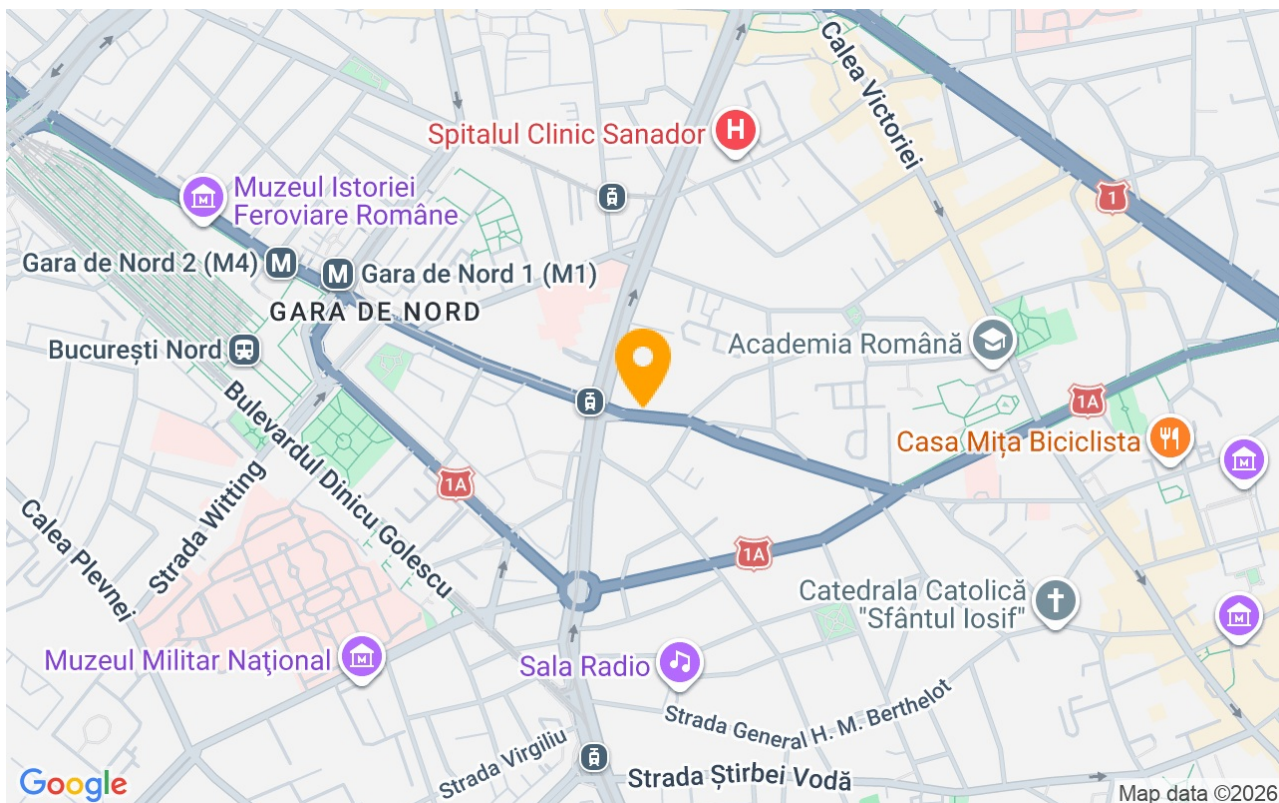 Calea Victoriei
Spitalul Clinic Sanador
H
1
Muzeul Istoriei
Feroviare Române
Gara de Nord 2 (M4)
M
M
Gara de Nord 1 (M1)
GARA DE NORD
București Nord
Academia Română
1A
Casa Mița Biciclista
Bulevardul Dinicu Golescu
1A
Strada Witting
Calea Plevnei
1A
Catedrala Catolică
"Sfântul Iosif"
Muzeul Militar Naţional
Sala Radio
Strada General H. M. Berthelot
Strada Virgiliu
Strada Știrbei Vodă
Google
Map data ©2026